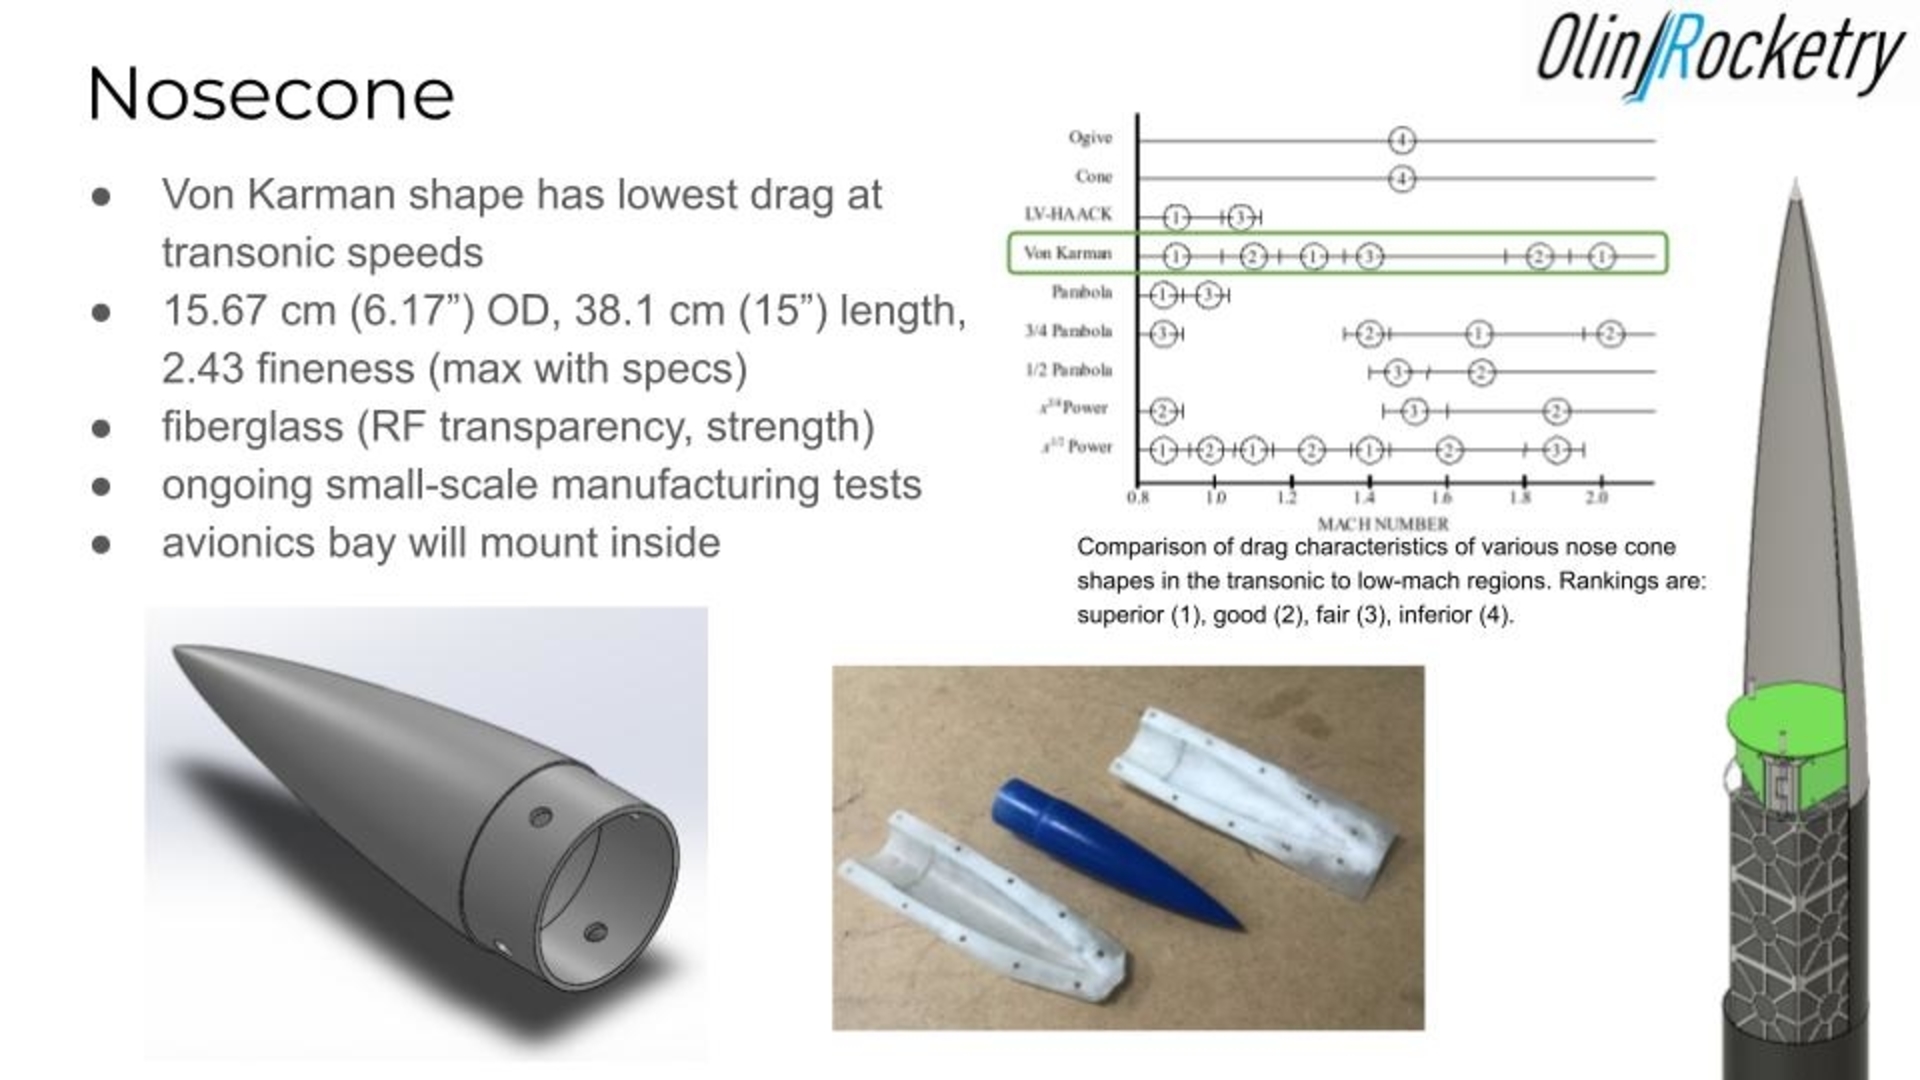 Olin Rocketry
Nosecone
● Von Karman shape has lowest drag at
transonic speeds
● 15.67 cm (6.17”) OD, 38.1 cm (15”) length,
2.43 fineness (max with specs)
● fiberglass (RF transparency, strength)
● ongoing small-scale manufacturing tests
● avionics bay will mount inside
Ogive 4
Cone 4
LV-HAACK 1 3
Von Karman 1 2 1 3 2 1
Parabola 1 3
3/4 Parabola 3 2 1 2
1/2 Parabola 3 2
x3/4 Power 2 3 2
x1/2 Power 1 2 1 2 1 2 3
0.8 1.0 1.2 1.4 1.6 1.8 2.0
MACH NUMBER
Comparison of drag characteristics of various nose cone
shapes in the transonic to low-mach regions. Rankings are:
superior (1), good (2), fair (3), inferior (4).